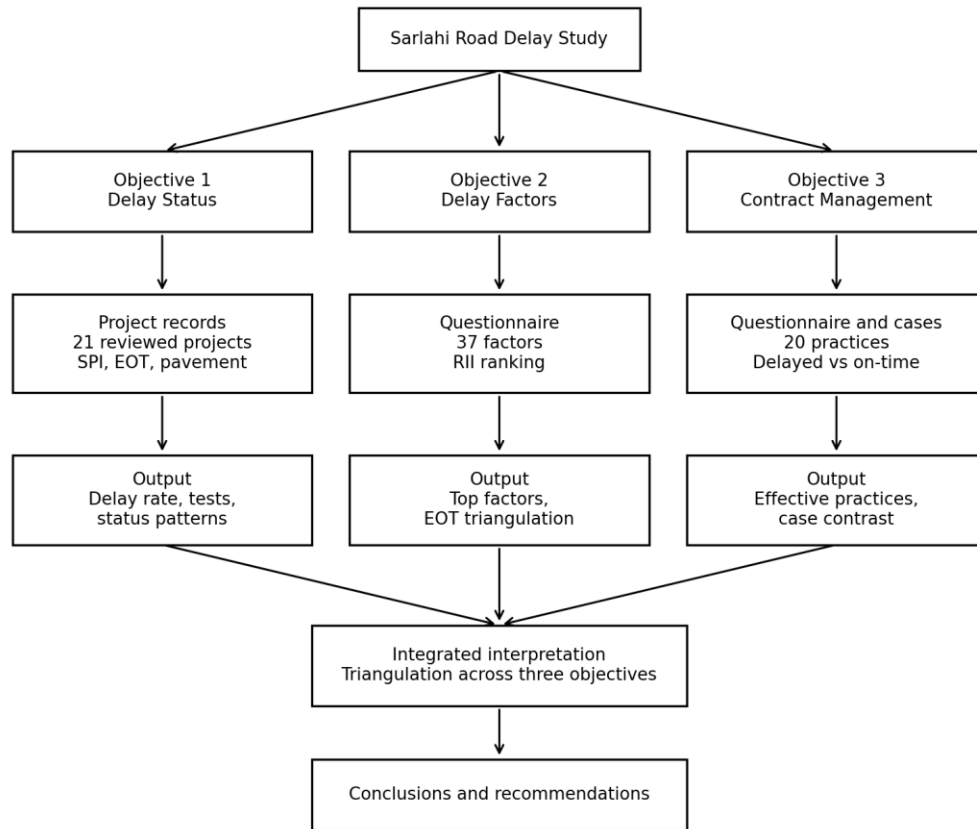 Sarlahi Road Delay Study
Objective 1
Delay Status
Objective 2
Delay Factors
Objective 3
Contract Management
Project records
21 reviewed projects
SPI, EOT, pavement
Questionnaire
37 factors
RII ranking
Questionnaire and cases
20 practices
Delayed vs on-time
Output
Delay rate, tests,
status patterns
Output
Top factors,
EOT triangulation
Output
Effective practices,
case contrast
Integrated interpretation
Triangulation across three objectives
Conclusions and recommendations